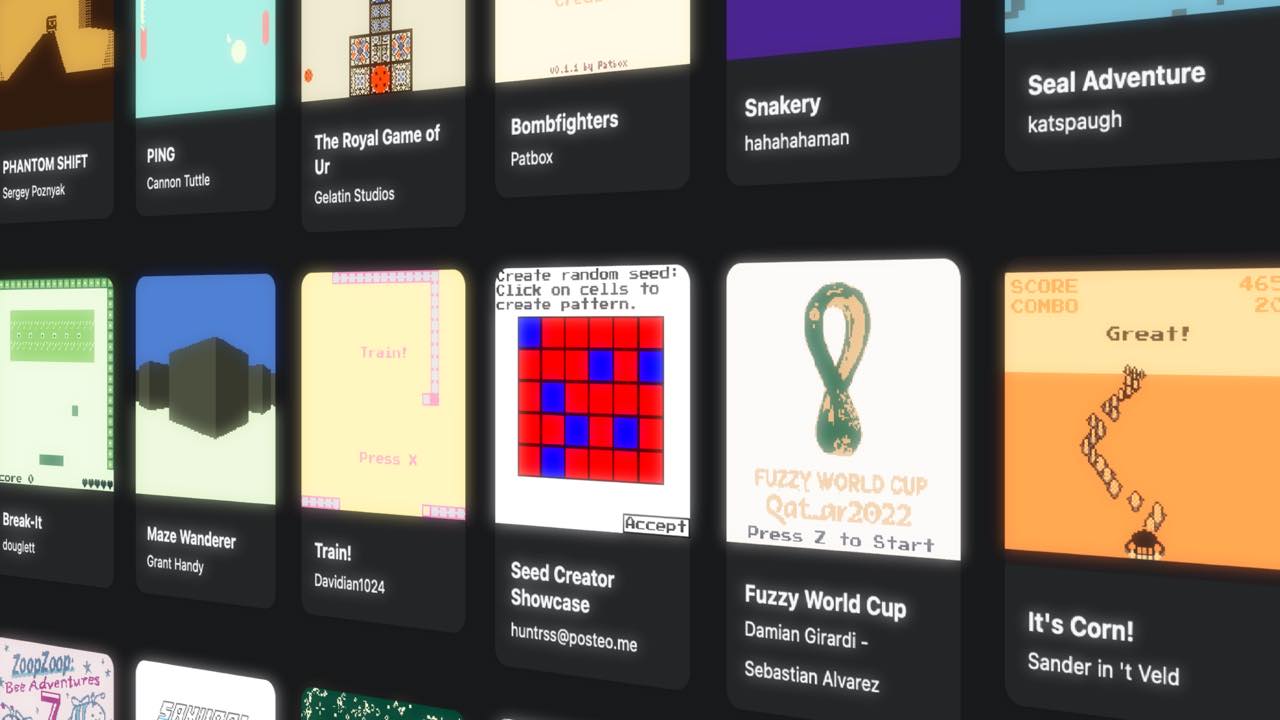 Create
v0.1.1 by Patbox
PHANTOM SHIFT
Sergey Poznyak
PING
Cannon Tuttle
The Royal Game of
Ur
Gelatin Studios
Bombfighters
Patbox
Snakery
hahahahaman
Seal Adventure
katspaugh
core 0
Break-It
douglett
Maze Wanderer
Grant Handy
Train!
Press X
Train!
Davidian1024
Create random seed:
Click on cells to
create pattern.
Accept
Seed Creator
Showcase
huntrss@posteo.me
FUZZY WORLD CUP
Qat_ar2022
Press Z to Start
Fuzzy World Cup
Damian Girardi -
Sebastian Alvarez
SCORE 465
COMBO 20
Great!
It's Corn!
Sander in 't Veld
ZoopZoop:
Bee Adventures
7
SAMURAI